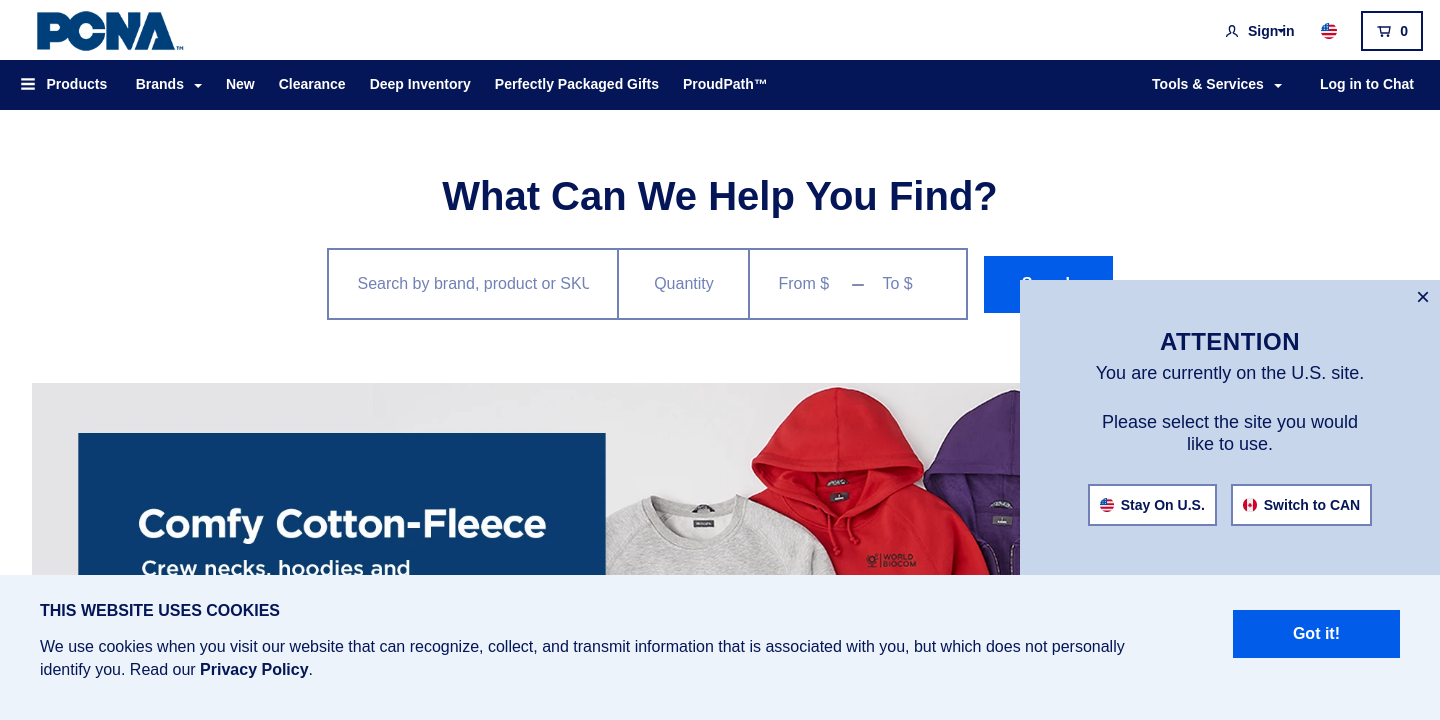 PCNA™
Sign in
0
Products
Brands
New
Clearance
Deep Inventory
Perfectly Packaged Gifts
ProudPath™
Tools & Services
Log in to Chat
What Can We Help You Find?
Search by brand, product or SKU
Quantity
From $
–
To $
×
ATTENTION
You are currently on the U.S. site.
Please select the site you would
like to use.
Stay On U.S.
Switch to CAN
Comfy Cotton-Fleece
Crew necks, hoodies and
WORLD
BIOCOM
THIS WEBSITE USES COOKIES
We use cookies when you visit our website that can recognize, collect, and transmit information that is associated with you, but which does not personally
identify you. Read our Privacy Policy.
Got it!